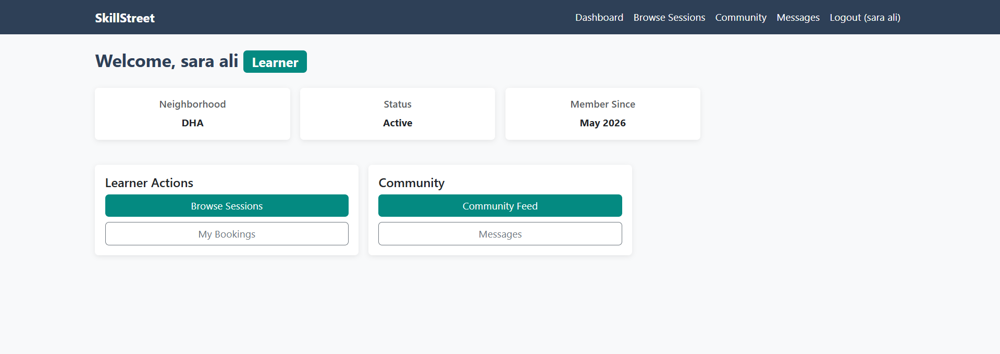 SkillStreet Dashboard Browse Sessions Community Messages Logout (sara ali)
Welcome, sara ali Learner
Neighborhood
DHA
Status
Active
Member Since
May 2026
Learner Actions
Browse Sessions
My Bookings
Community
Community Feed
Messages